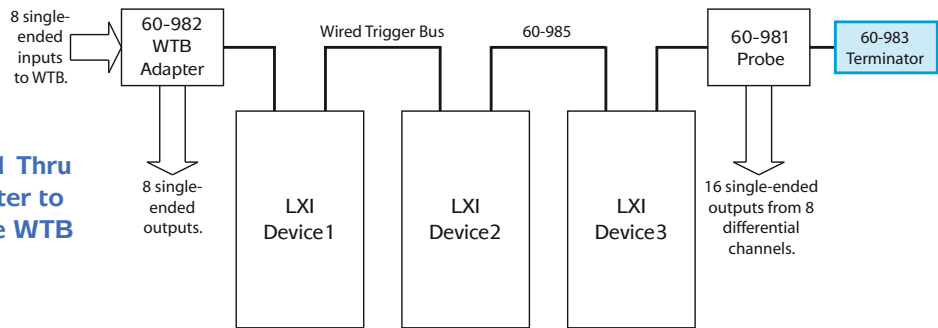 8 single-
ended
inputs
to WTB.
60-982
WTB
Adapter
Wired Trigger Bus
60-985
60-981
Probe
60-983
Terminator
Thru
ter to
WTB
8 single-
ended
outputs.
LXI
Device1
LXI
Device2
LXI
Device3
16 single-ended
outputs from 8
differential
channels.